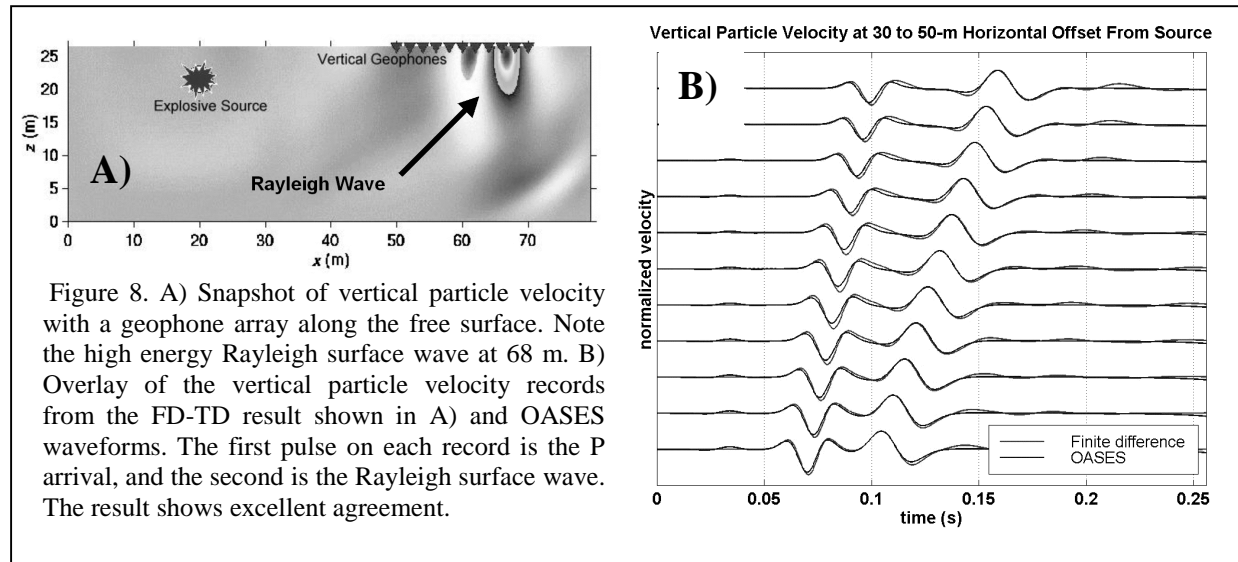 25
20
15
10
5
0
z (m)
Explosive Source
Vertical Geophones
A)
Rayleigh Wave
0 10 20 30 40 50 60 70
x (m)
Figure 8. A) Snapshot of vertical particle velocity
with a geophone array along the free surface. Note
the high energy Rayleigh surface wave at 68 m. B)
Overlay of the vertical particle velocity records
from the FD-TD result shown in A) and OASES
waveforms. The first pulse on each record is the P
arrival, and the second is the Rayleigh surface wave.
The result shows excellent agreement.
Vertical Particle Velocity at 30 to 50-m Horizontal Offset From Source
B)
normalized velocity
Finite difference
OASES
0 0.05 0.1 0.15 0.2 0.25
time (s)